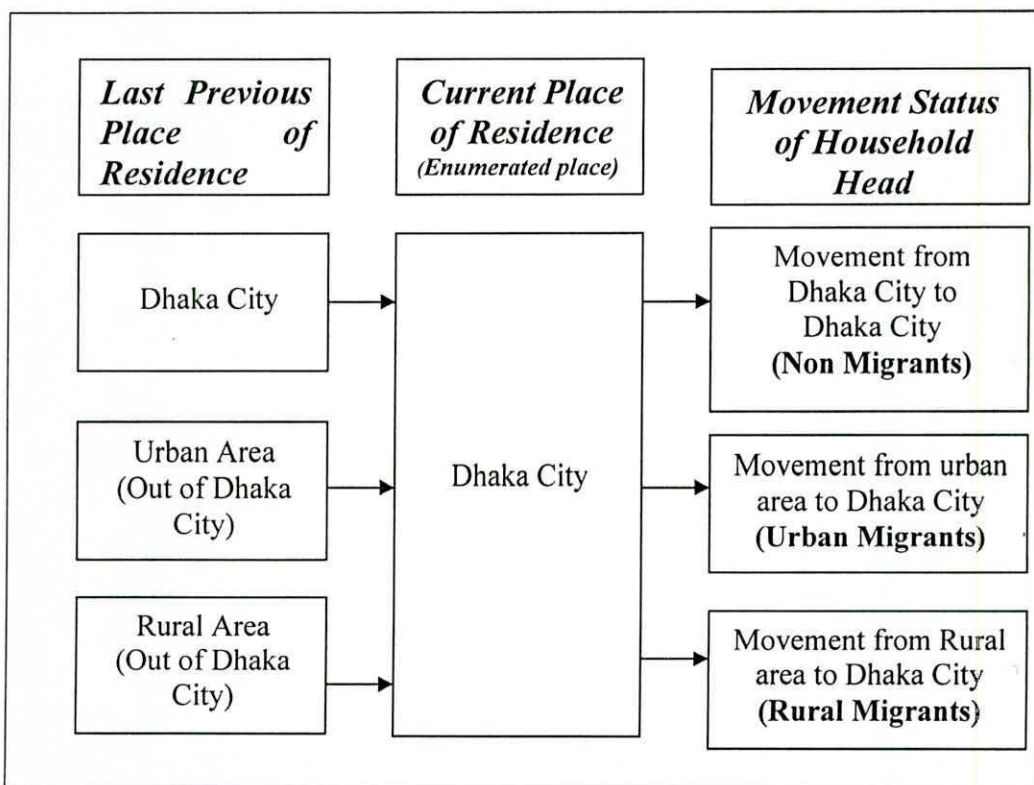 Last Previous
Place of
Residence
Current Place
of Residence
(Enumerated place)
Movement Status
of Household
Head
Dhaka City
Dhaka City
Movement from
Dhaka City to
Dhaka City
(Non Migrants)
Urban Area
(Out of Dhaka
City)
Movement from urban
area to Dhaka City
(Urban Migrants)
Rural Area
(Out of Dhaka
City)
Movement from Rural
area to Dhaka City
(Rural Migrants)